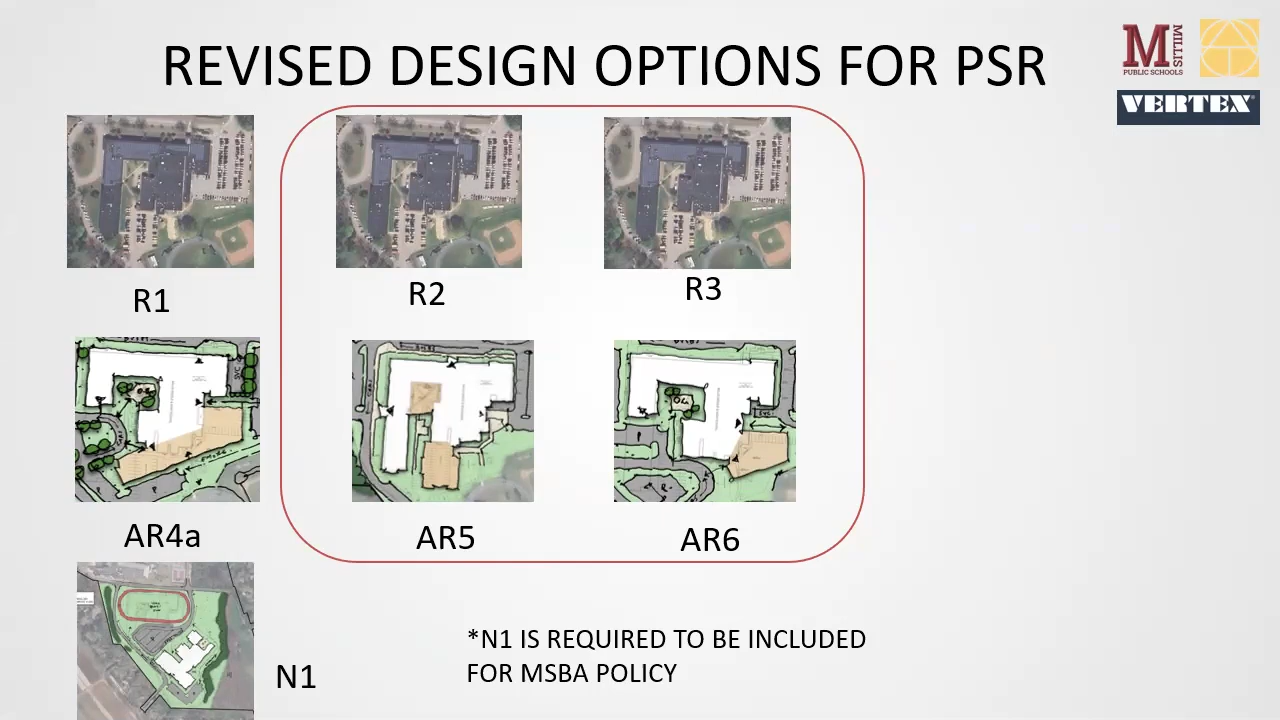 REVISED DESIGN OPTIONS FOR PSR
M
MILLIS
PUBLIC SCHOOLS
VERTEX
R1
R2
R3
AR4a
AR5
AR6
N1
*N1 IS REQUIRED TO BE INCLUDED
FOR MSBA POLICY